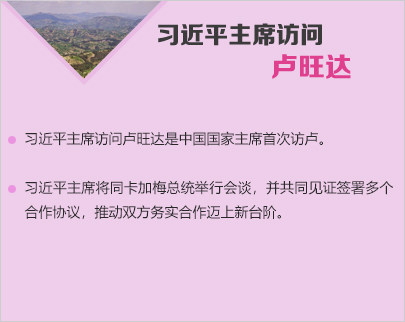 习近平主席访问
卢旺达
习近平主席访问卢旺达是中国国家主席首次访卢。
习近平主席将同卡加梅总统举行会谈，并共同见证签署多个
合作协议，推动双方务实合作迈上新台阶。